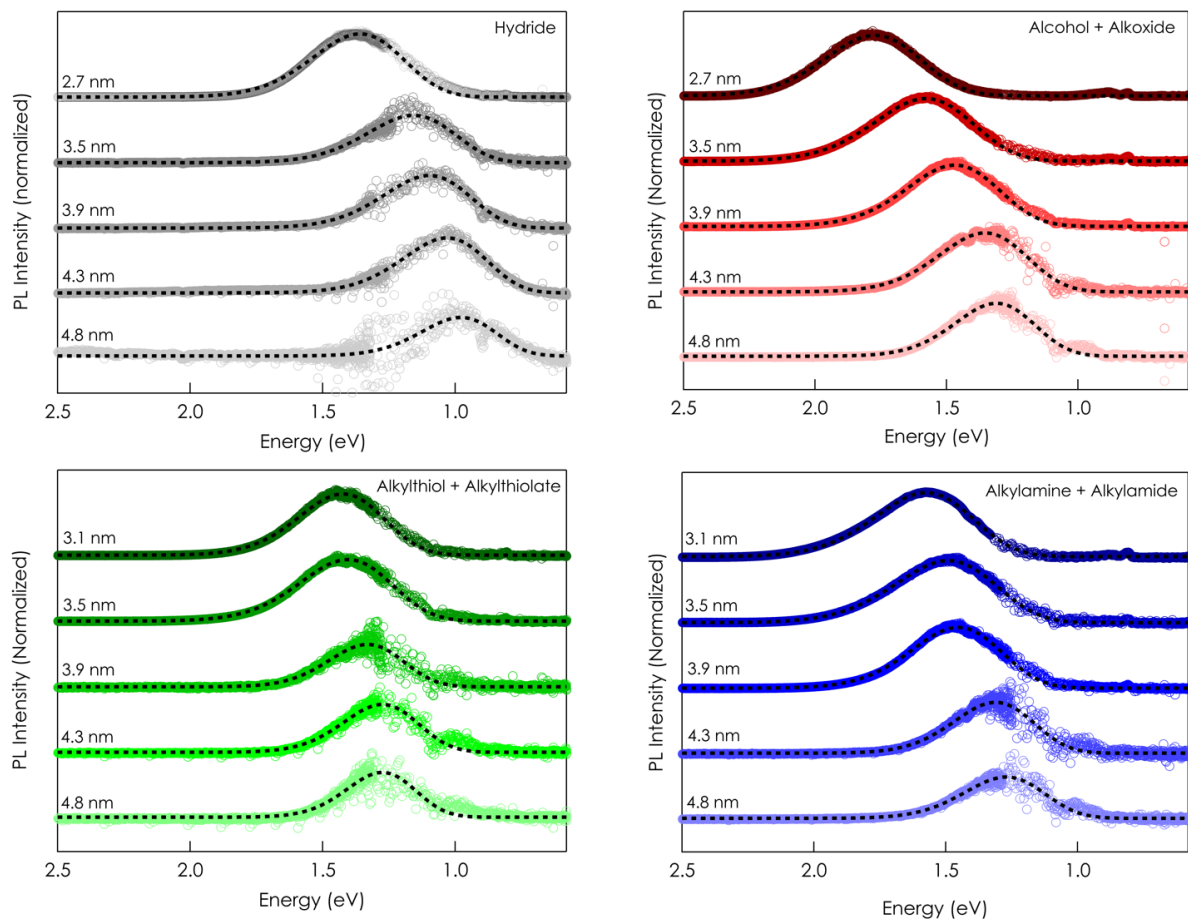 Hydride
PL Intensity (normalized)
2.7 nm
3.5 nm
3.9 nm
4.3 nm
4.8 nm
2.5 2.0 1.5 1.0
Energy (eV)
Alcohol + Alkoxide
PL Intensity (Normalized)
2.7 nm
3.5 nm
3.9 nm
4.3 nm
4.8 nm
2.5 2.0 1.5 1.0
Energy (eV)
Alkylthiol + Alkylthiolate
PL Intensity (Normalized)
3.1 nm
3.5 nm
3.9 nm
4.3 nm
4.8 nm
2.5 2.0 1.5 1.0
Energy (eV)
Alkylamine + Alkylamide
PL Intensity (Normalized)
3.1 nm
3.5 nm
3.9 nm
4.3 nm
4.8 nm
2.5 2.0 1.5 1.0
Energy (eV)